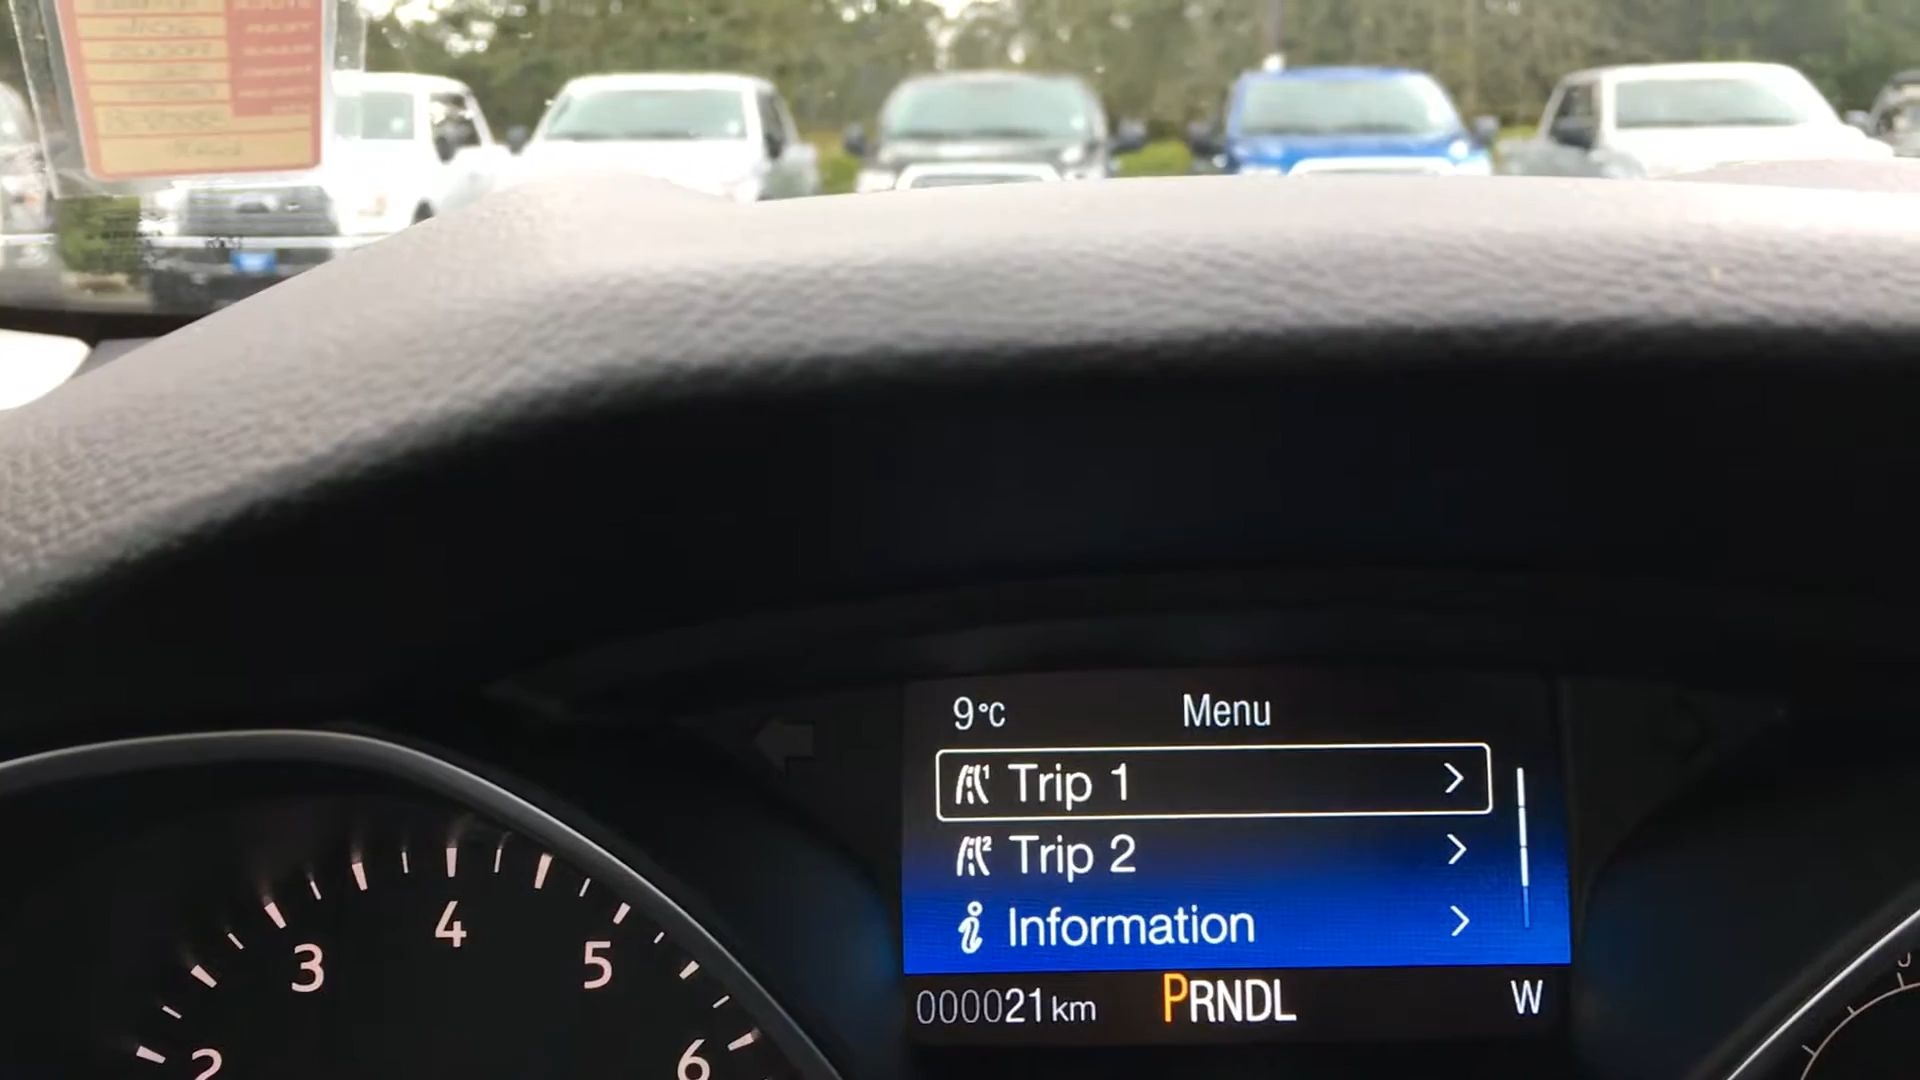 9°C Menu
Trip 1
Trip 2
Information
000021 km PRNDL W
2 3 4 5 6